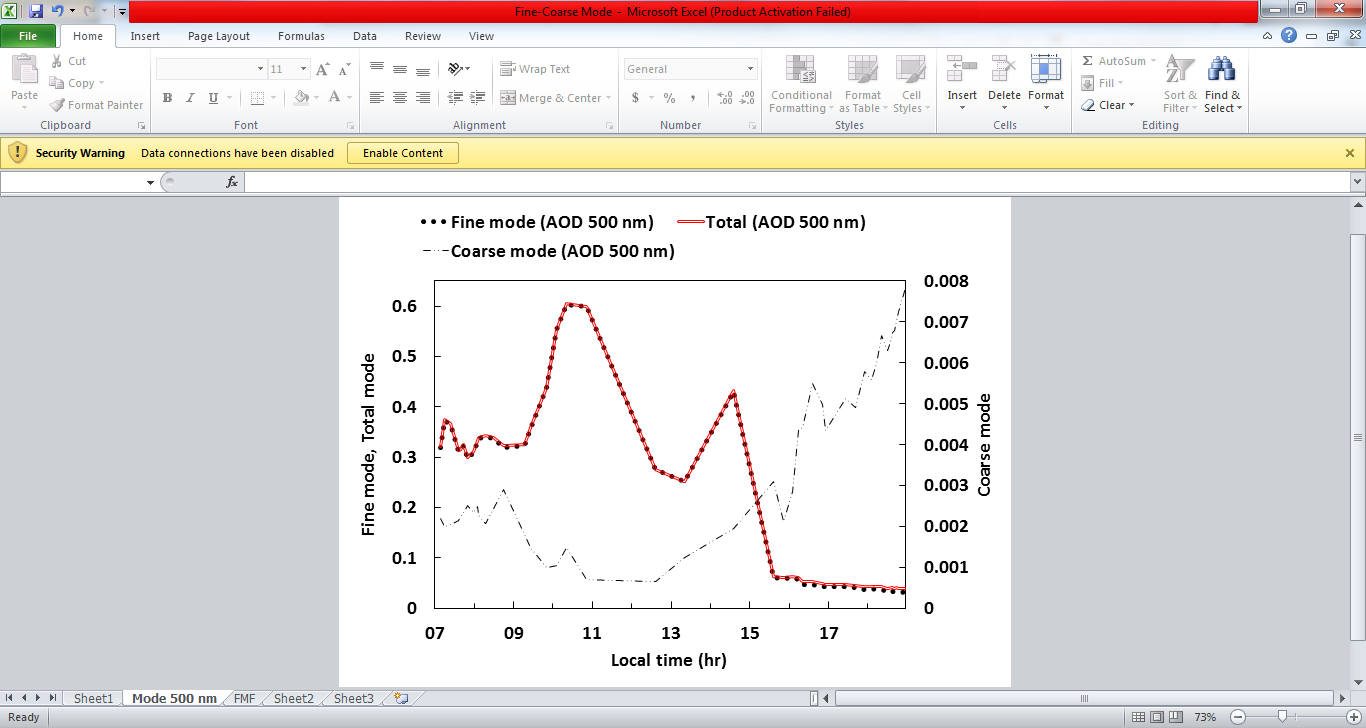 Fine-Coarse Mode - Microsoft Excel (Product Activation Failed)
File Home Insert Page Layout Formulas Data Review View
Paste
Cut
Copy
Format Painter
Clipboard
11 A A
B I U A
Font
Wrap Text
Merge & Center
Alignment
General
$ % , .0 .00 .00 .0
Number
Conditional Formatting
Format as Table
Cell Styles
Styles
Insert Delete Format
Cells
Σ AutoSum
Fill
Clear
Sort & Filter
Find & Select
Editing
Security Warning Data connections have been disabled Enable Content
fx
Fine mode (AOD 500 nm) Total (AOD 500 nm)
Coarse mode (AOD 500 nm)
Fine mode, Total mode
0.6
0.5
0.4
0.3
0.2
0.1
0
0.008
0.007
0.006
0.005
0.004
0.003
0.002
0.001
0
Coarse mode
07 09 11 13 15 17
Local time (hr)
Sheet1 Mode 500 nm FMF Sheet2 Sheet3
Ready 73%